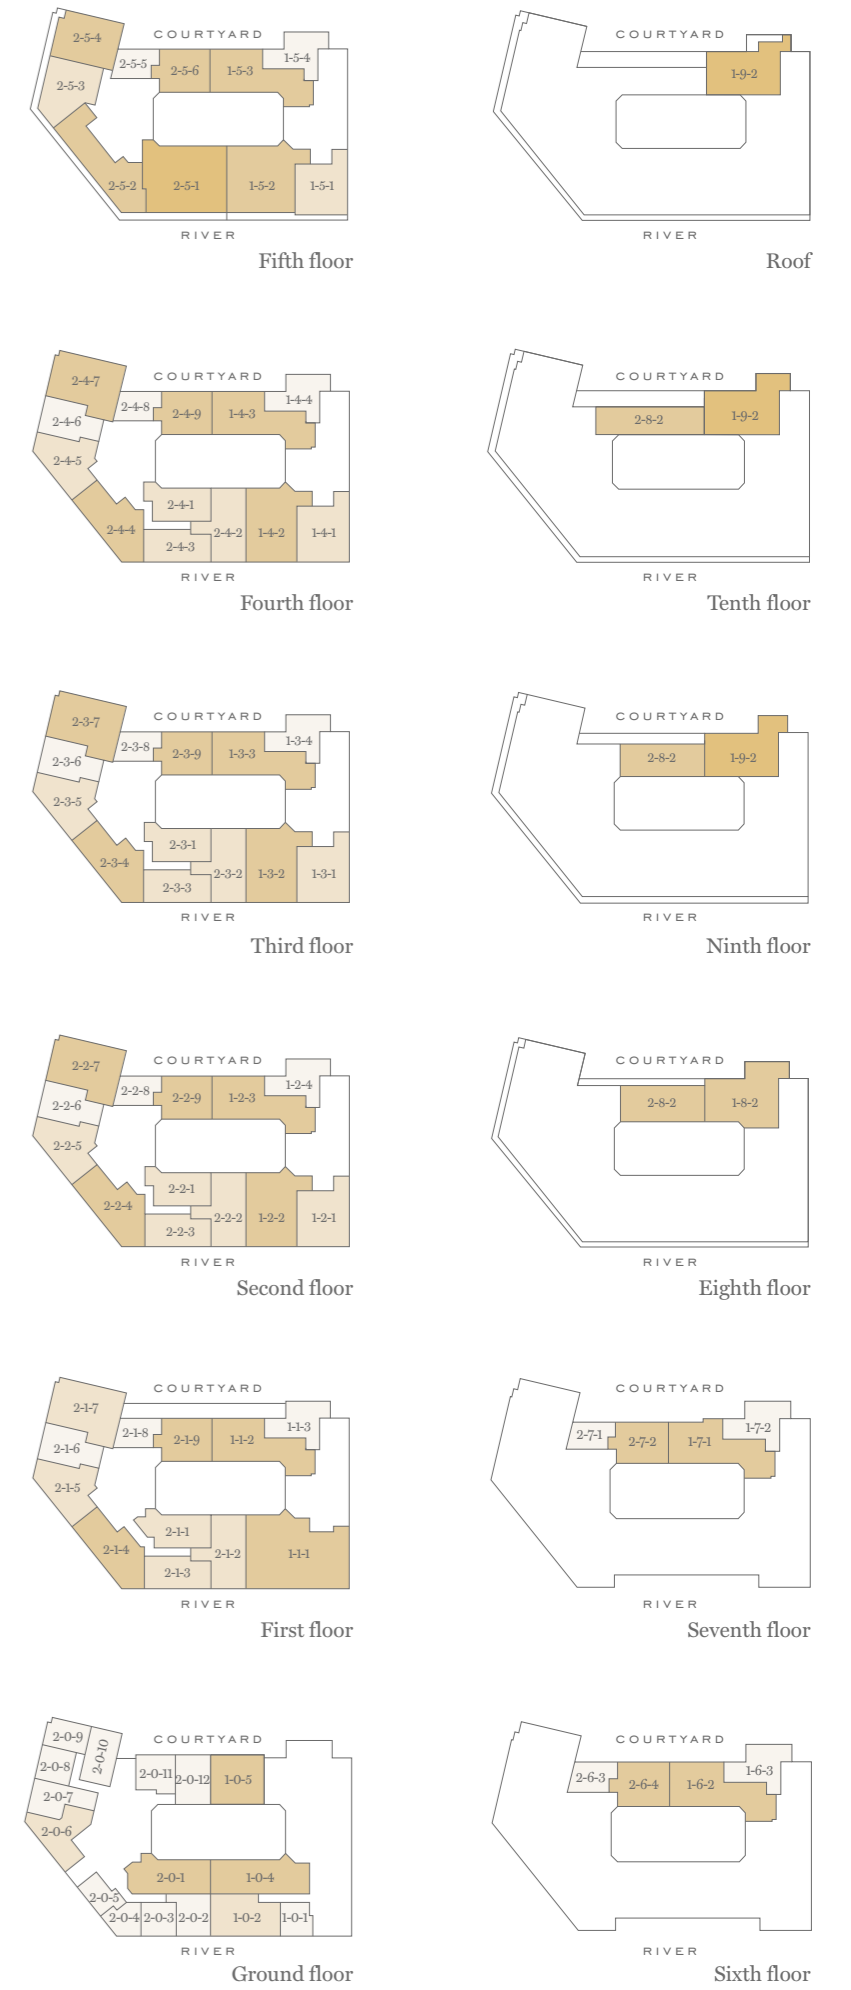 COURTYARD
2-5-4
2-5-5
2-5-6
1-5-3
1-5-4
2-5-3
2-5-2
2-5-1
1-5-2
1-5-1
RIVER
Fifth floor
COURTYARD
1-9-2
RIVER
Roof
COURTYARD
2-4-7
2-4-8
2-4-9
1-4-3
1-4-4
2-4-6
2-4-5
2-4-1
2-4-4
2-4-2
1-4-2
1-4-1
2-4-3
RIVER
Fourth floor
COURTYARD
2-8-2
1-9-2
RIVER
Tenth floor
COURTYARD
2-3-7
2-3-8
2-3-9
1-3-3
1-3-4
2-3-6
2-3-5
2-3-1
2-3-4
2-3-2
1-3-2
1-3-1
2-3-3
RIVER
Third floor
COURTYARD
2-8-2
1-9-2
RIVER
Ninth floor
COURTYARD
2-2-7
2-2-8
2-2-9
1-2-3
1-2-4
2-2-6
2-2-5
2-2-1
2-2-4
2-2-2
1-2-2
1-2-1
2-2-3
RIVER
Second floor
COURTYARD
2-8-2
1-8-2
RIVER
Eighth floor
COURTYARD
2-1-7
2-1-8
2-1-9
1-1-2
1-1-3
2-1-6
2-1-5
2-1-1
2-1-4
2-1-2
1-1-1
2-1-3
RIVER
First floor
COURTYARD
2-7-1
2-7-2
1-7-1
1-7-2
RIVER
Seventh floor
COURTYARD
2-0-9
2-0-10
2-0-8
2-0-11
2-0-12
1-0-5
2-0-7
2-0-6
2-0-1
1-0-4
2-0-5
2-0-4
2-0-3
2-0-2
1-0-2
1-0-1
RIVER
Ground floor
COURTYARD
2-6-3
2-6-4
1-6-2
1-6-3
RIVER
Sixth floor